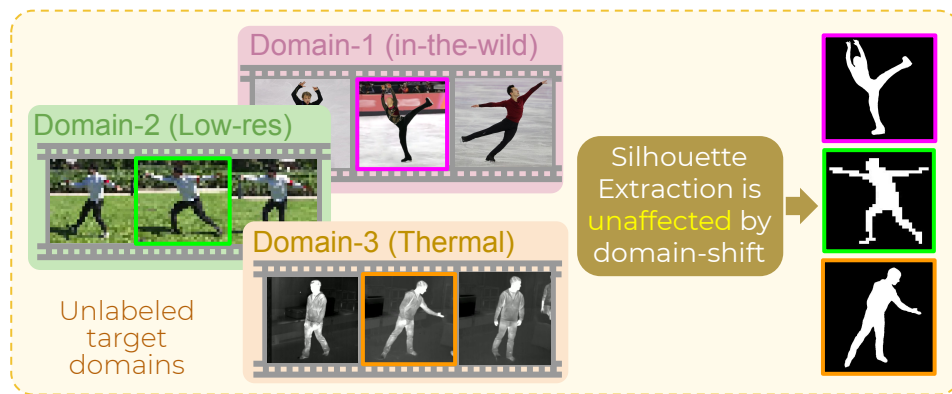 Domain-1 (in-the-wild)
Domain-2 (Low-res)
Domain-3 (Thermal)
Unlabeled
target
domains
Silhouette
Extraction is
unaffected by
domain-shift